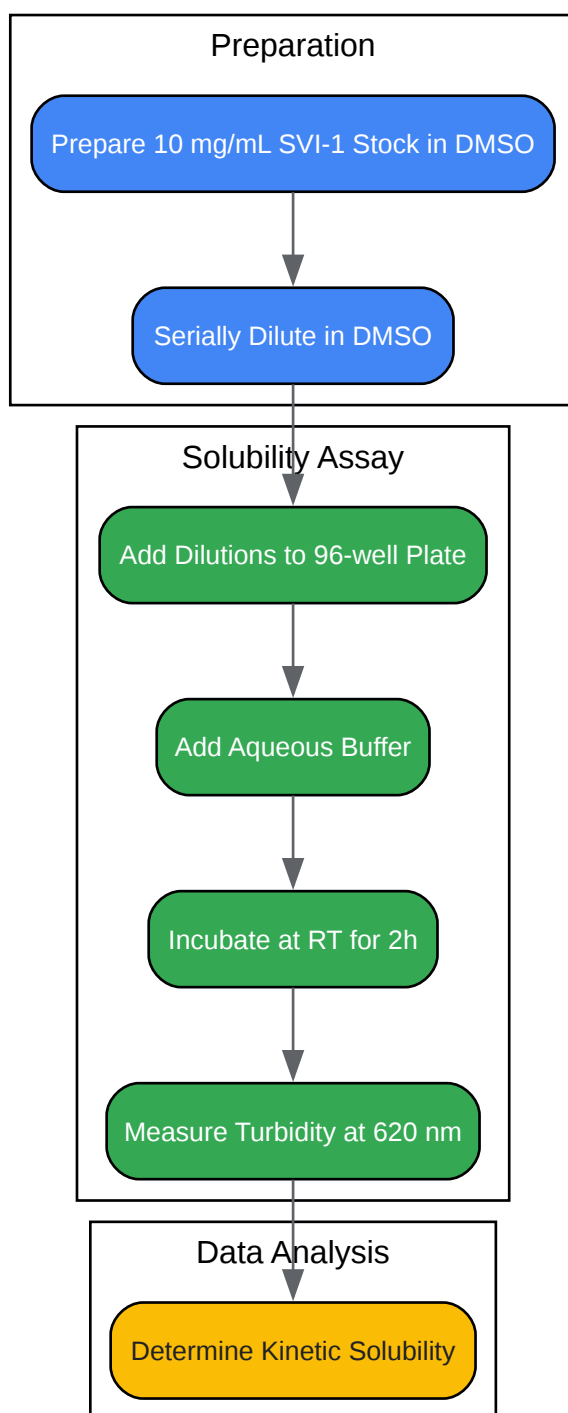 Preparation
Prepare 10 mg/mL SVI-1 Stock in DMSO
Serially Dilute in DMSO
Solubility Assay
Add Dilutions to 96-well Plate
Add Aqueous Buffer
Incubate at RT for 2h
Measure Turbidity at 620 nm
Data Analysis
Determine Kinetic Solubility